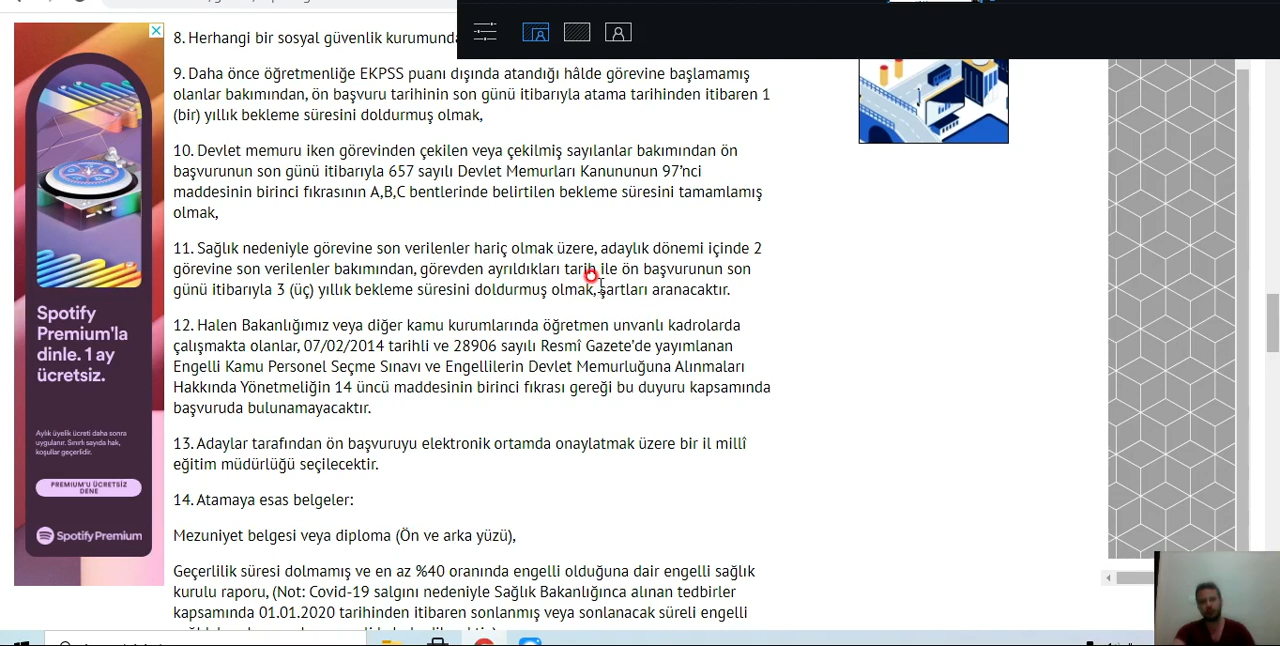 8. Herhangi bir sosyal güvenlik kurumunda
9. Daha önce öğretmenliğe EKPSS puanı dışında atandığı hâlde görevine başlamamış
olanlar bakımından, ön başvuru tarihinin son günü itibarıyla atama tarihinden itibaren 1
(bir) yıllık bekleme süresini doldurmuş olmak,
10. Devlet memuru iken görevinden çekilen veya çekilmiş sayılanlar bakımından ön
başvurunun son günü itibarıyla 657 sayılı Devlet Memurları Kanununun 97'nci
maddesinin birinci fıkrasının A,B,C bentlerinde belirtilen bekleme süresini tamamlamış
olmak,
11. Sağlık nedeniyle görevine son verilenler hariç olmak üzere, adaylık dönemi içinde 2
görevine son verilenler bakımından, görevden ayrıldıkları tarih ile ön başvurunun son
günü itibarıyla 3 (üç) yıllık bekleme süresini doldurmuş olmak, şartları aranacaktır.
12. Halen Bakanlığımız veya diğer kamu kurumlarında öğretmen unvanlı kadrolarda
çalışmakta olanlar, 07/02/2014 tarihli ve 28906 sayılı Resmî Gazete'de yayımlanan
Engelli Kamu Personel Seçme Sınavı ve Engellilerin Devlet Memurluğuna Alınmaları
Hakkında Yönetmeliğin 14 üncü maddesinin birinci fıkrası gereği bu duyuru kapsamında
başvuruda bulunamayacaktır.
13. Adaylar tarafından ön başvuruyu elektronik ortamda onaylatmak üzere bir il millî
eğitim müdürlüğü seçilecektir.
14. Atamaya esas belgeler:
Mezuniyet belgesi veya diploma (Ön ve arka yüzü),
Geçerlilik süresi dolmamış ve en az %40 oranında engelli olduğuna dair engelli sağlık
kurulu raporu, (Not: Covid-19 salgını nedeniyle Sağlık Bakanlığınca alınan tedbirler
kapsamında 01.01.2020 tarihinden itibaren sonlanmış veya sonlanacak süreli engelli
Spotify
Premium'la
dinle. 1 ay
ücretsiz.
Aylık üyelik ücreti daha sonra
uygulanır. Sınırlı sayıda hak,
koşullar geçerlidir.
PREMIUM'U ÜCRETSİZ
DENE
Spotify Premium